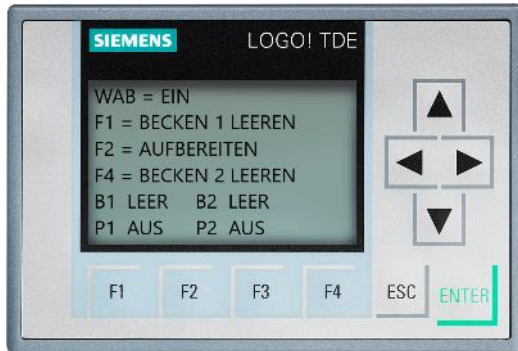 SIEMENS LOGO! TDE
WAB = EIN
F1 = BECKEN 1 LEEREN
F2 = AUFBEREITEN
F4 = BECKEN 2 LEEREN
B1 LEER B2 LEER
P1 AUS P2 AUS
F1 F2 F3 F4 ESC ENTER